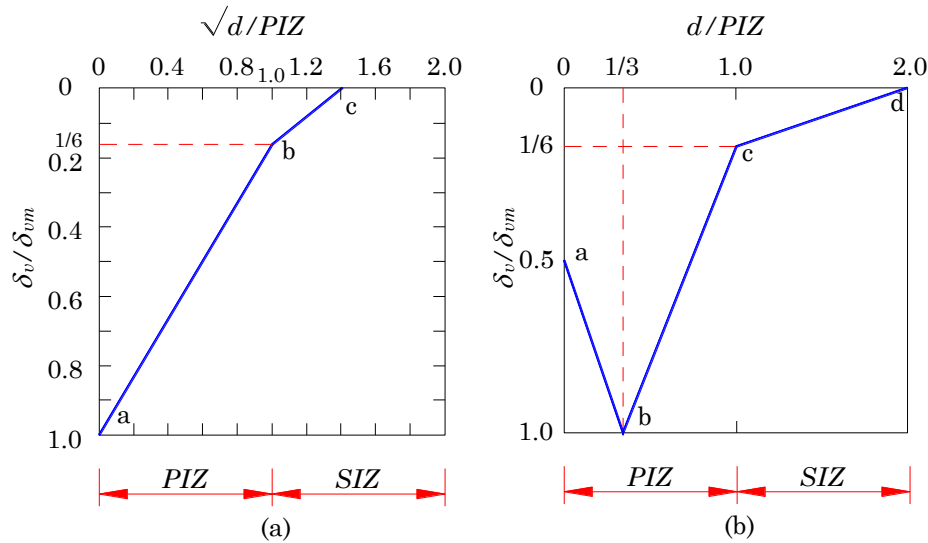 √d/PIZ
0 0.4 0.8 1.0 1.2 1.6 2.0
0
1/6
0.2
0.4
0.6
0.8
1.0
δv/δvm
a
b
c
PIZ SIZ
(a)
d/PIZ
0 1/3 1.0 2.0
0
1/6
0.5
1.0
δv/δvm
a
b
c
d
PIZ SIZ
(b)